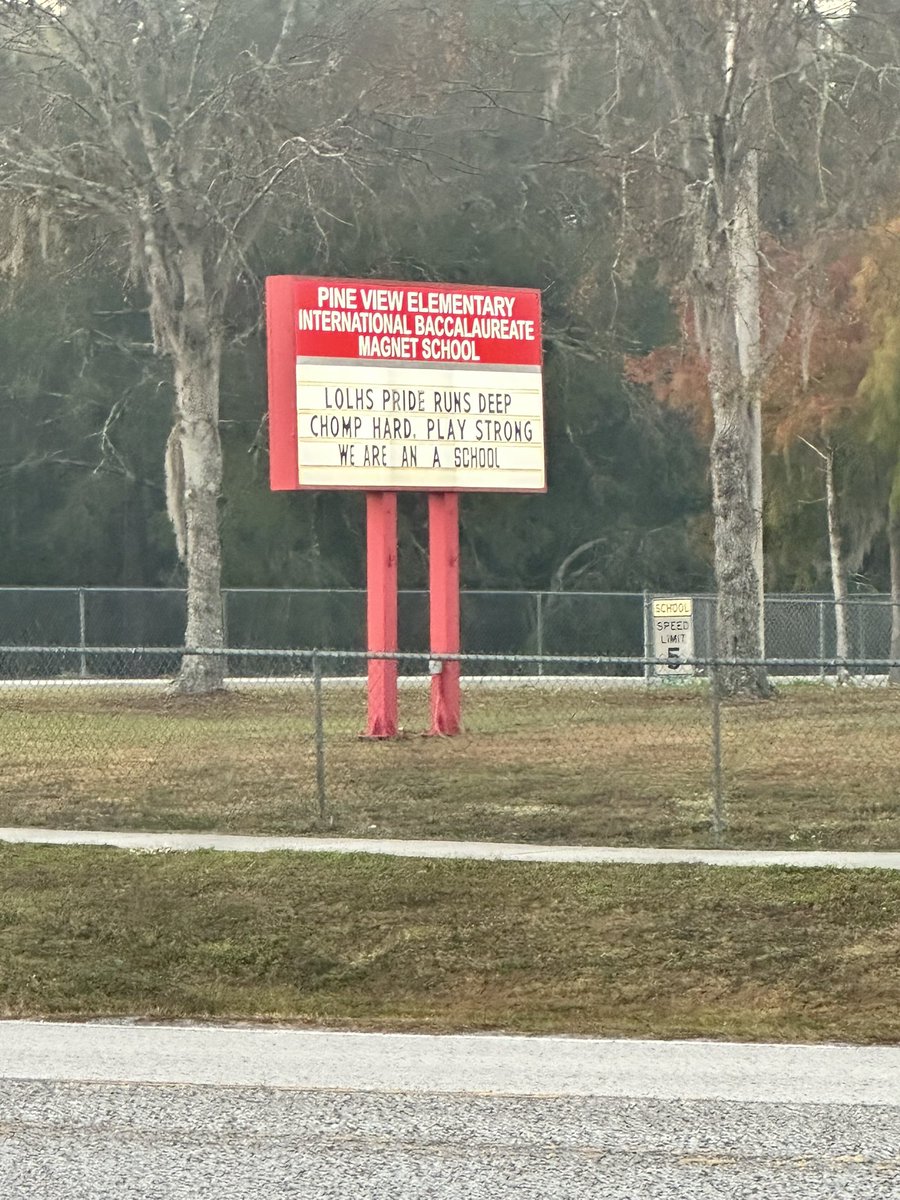 PINE VIEW ELEMENTARY
INTERNATIONAL BACCALAUREATE
MAGNET SCHOOL
LOLHS PRIDE RUNS DEEP
CHOMP HARD, PLAY STRONG
WE ARE AN A SCHOOL
SCHOOL
SPEED
LIMIT
5